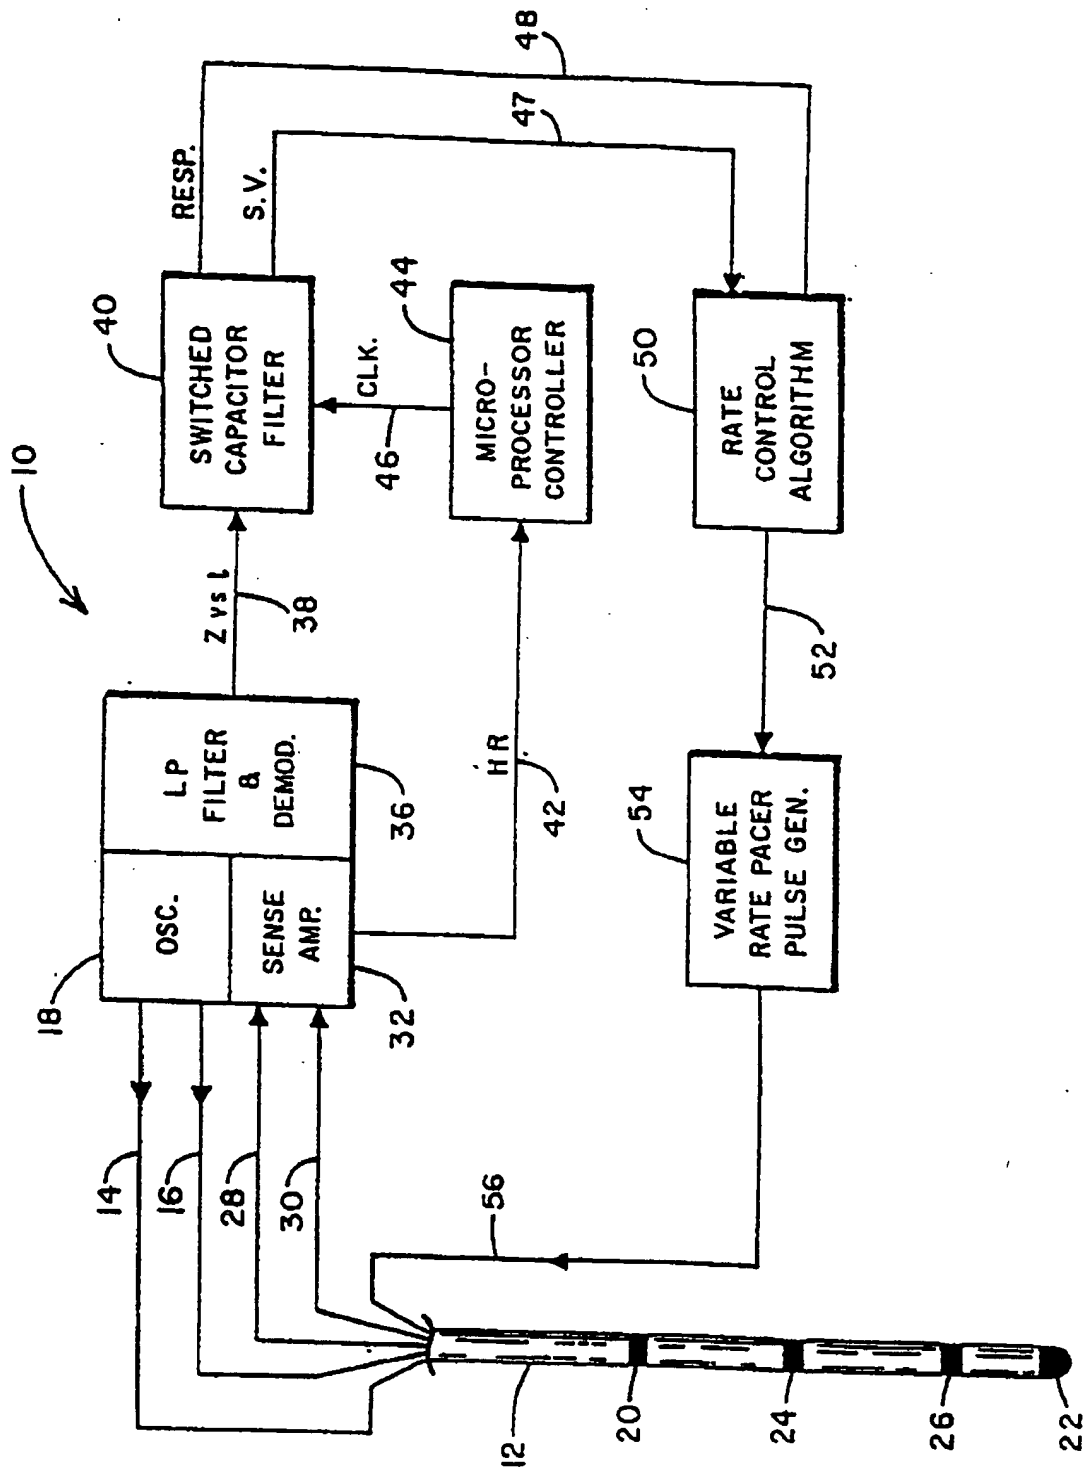 10
18
OSC.
SENSE
AMP.
32
LP
FILTER
&
DEMOD.
36
Z vs t
38
40
SWITCHED
CAPACITOR
FILTER
RESP.
S.V.
48
47
HR
42
44
MICRO-
PROCESSOR
CONTROLLER
CLK.
46
14
16
28
30
56
54
VARIABLE
RATE PACER
PULSE GEN.
52
50
RATE
CONTROL
ALGORITHM
12
20
24
26
22